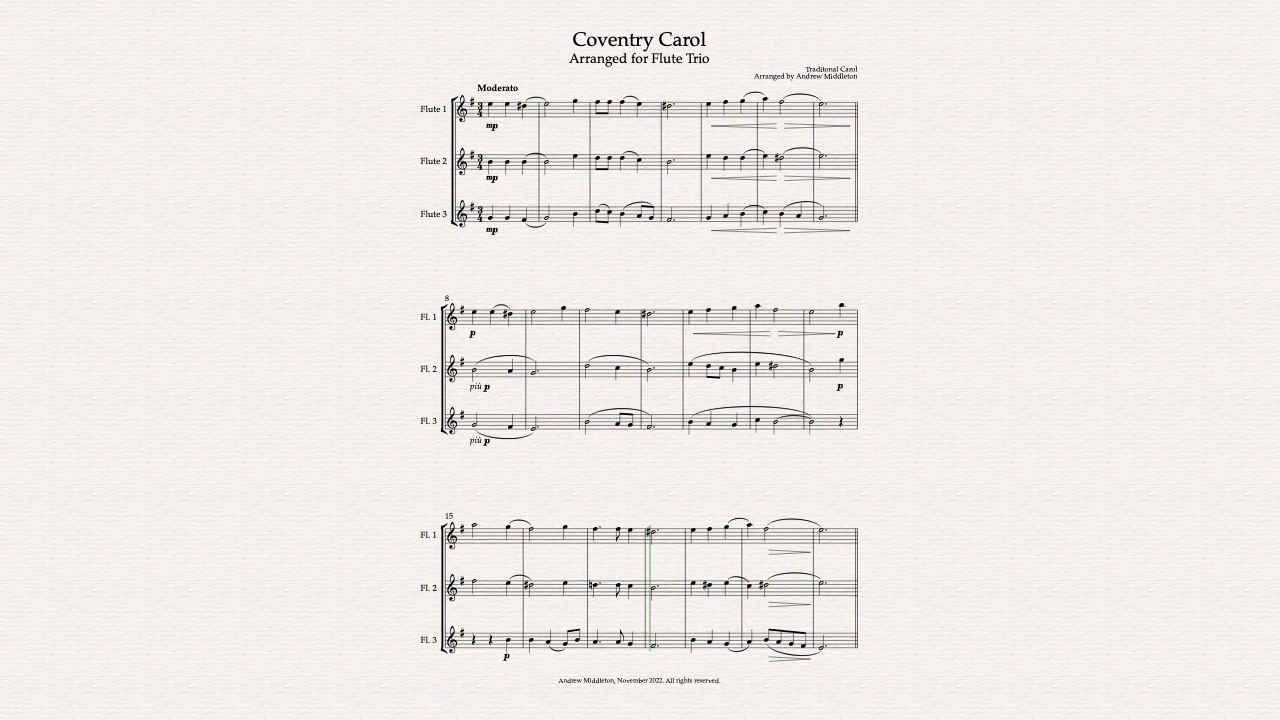 Coventry Carol
Arranged for Flute Trio
Traditonal Carol
Arranged by Andrew Middleton
Moderato
Flute 1
mp
Flute 2
mp
Flute 3
mp
8
Fl. 1
p
p
Fl. 2
più p
p
Fl. 3
più p
15
Fl. 1
Fl. 2
Fl. 3
p
Andrew Middleton, November 2022. All rights reserved.